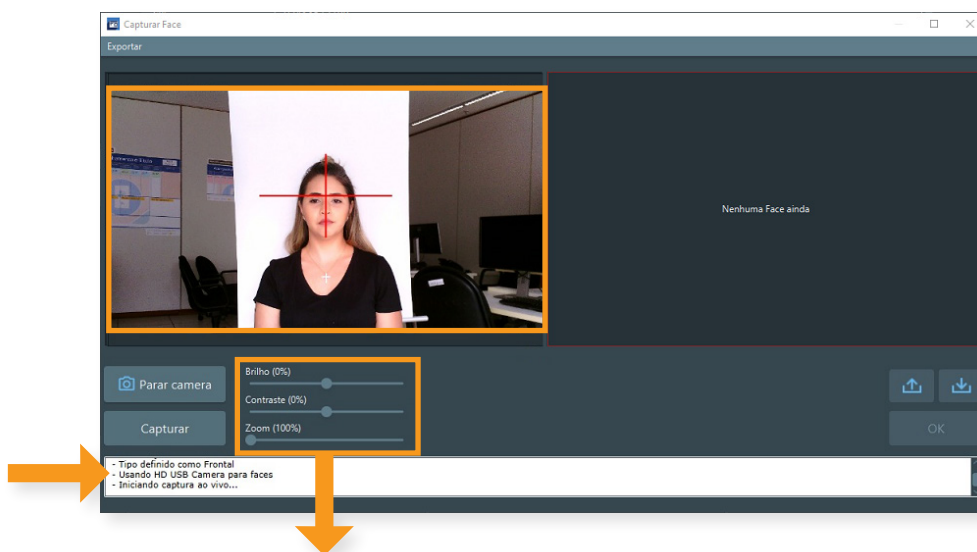 Capturar Face
Exportar
Nenhuma Face ainda
Parar camera
Capturar
Brilho (0%)
Contraste (0%)
Zoom (100%)
OK
- Tipo definido como Frontal
- Usando HD USB Camera para faces
- Iniciando captura ao vivo...